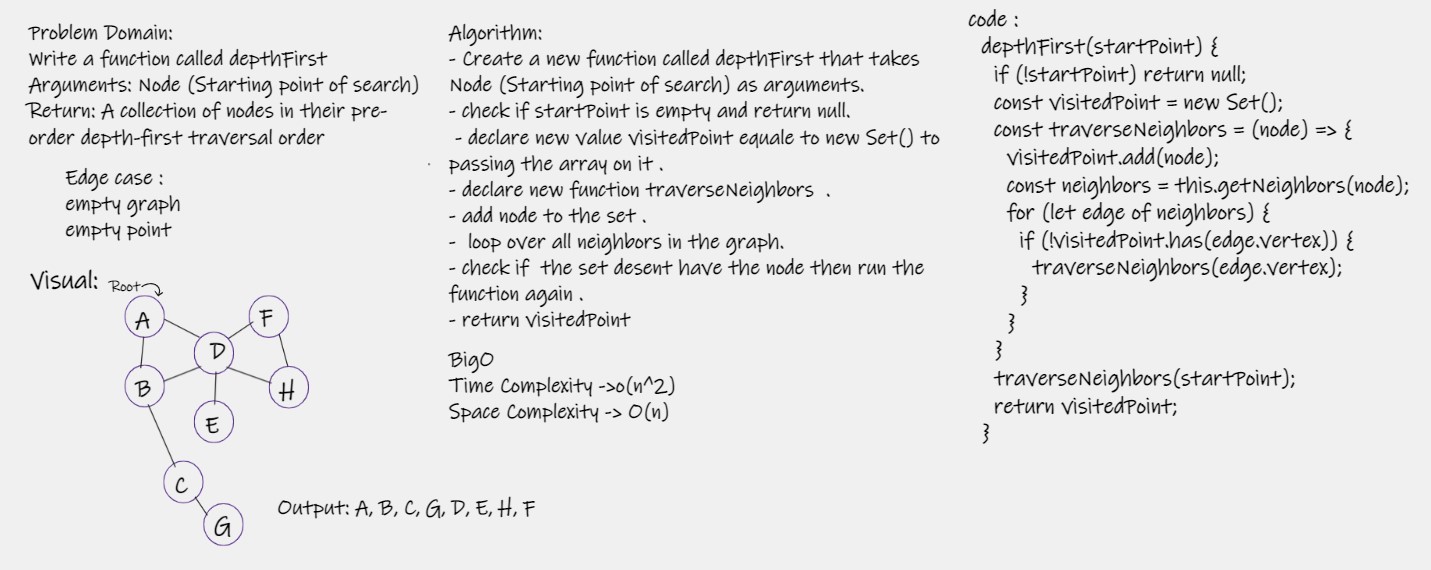 Problem Domain:
Write a function called depthFirst
Arguments: Node (Starting point of search)
Return: A collection of nodes in their pre-
order depth-first traversal order
Edge case :
empty graph
empty point
Visual:
Root
A
F
D
B
H
E
C
G
Output: A, B, C, G, D, E, H, F
Algorithm:
- Create a new function called depthFirst that takes
Node (Starting point of search) as arguments.
- check if startPoint is empty and return null.
- declare new value visitedPoint equale to new Set() to
passing the array on it .
- declare new function traverseNeighbors .
- add node to the set .
- loop over all neighbors in the graph.
- check if the set desent have the node then run the
function again .
- return visitedPoint
BigO
Time Complexity ->o(n^2)
Space Complexity -> O(n)
code :
depthFirst(startPoint) {
if (!startPoint) return null;
const visitedPoint = new Set();
const traverseNeighbors = (node) => {
visitedPoint.add(node);
const neighbors = this.getNeighbors(node);
for (let edge of neighbors) {
if (!visitedPoint.has(edge.vertex)) {
traverseNeighbors(edge.vertex);
}
}
}
traverseNeighbors(startPoint);
return visitedPoint;
}